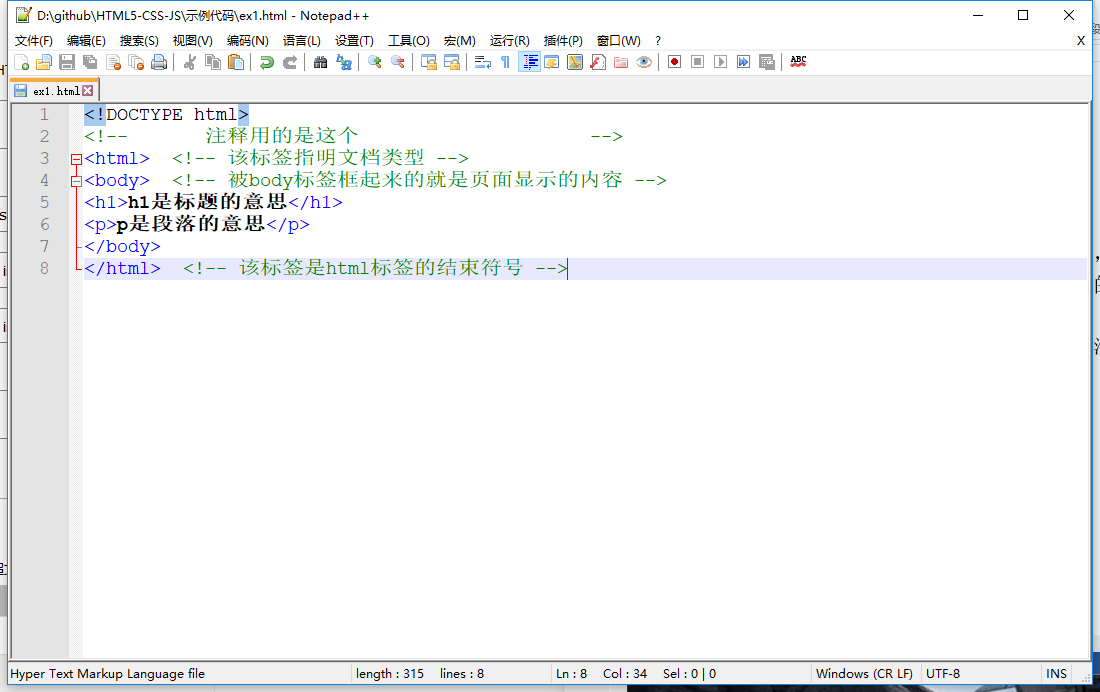 D:\github\HTML5-CSS-JS\示例代码\ex1.html - Notepad++
文件(F) 编辑(E) 搜索(S) 视图(V) 编码(N) 语言(L) 设置(T) 工具(O) 宏(M) 运行(R) 插件(P) 窗口(W) ? X
ABC
ex1.html
1 <!DOCTYPE html>
2 <!-- 注释用的是这个 -->
3 <html> <!-- 该标签指明文档类型 -->
4 <body> <!-- 被body标签框起来的就是页面显示的内容 -->
5 <h1>h1是标题的意思</h1>
6 <p>p是段落的意思</p>
7 </body>
8 </html> <!-- 该标签是html标签的结束符号 -->
Hyper Text Markup Language file length : 315 lines : 8 Ln : 8 Col : 34 Sel : 0 | 0 Windows (CR LF) UTF-8 INS